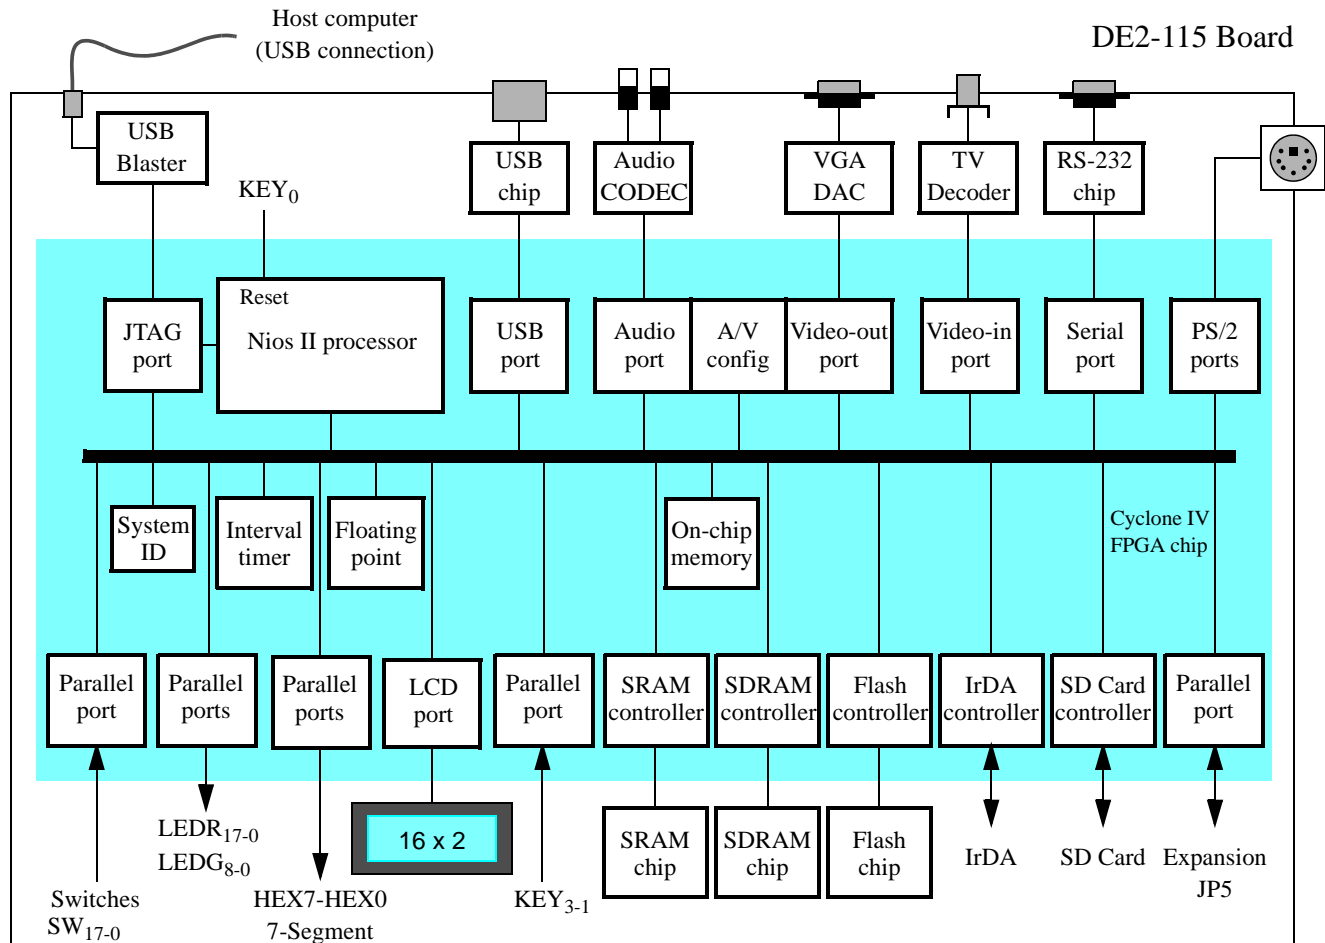 Host computer
(USB connection)
DE2-115 Board
USB
Blaster
KEY0
USB
chip
Audio
CODEC
VGA
DAC
TV
Decoder
RS-232
chip
Reset
Nios II processor
JTAG
port
USB
port
Audio
port
A/V
config
Video-out
port
Video-in
port
Serial
port
PS/2
ports
System
ID
Interval
timer
Floating
point
On-chip
memory
Cyclone IV
FPGA chip
Parallel
port
Parallel
ports
Parallel
ports
LCD
port
Parallel
port
SRAM
controller
SDRAM
controller
Flash
controller
IrDA
controller
SD Card
controller
Parallel
port
Switches
SW17-0
LEDR17-0
LEDG8-0
HEX7-HEX0
7-Segment
16 x 2
KEY3-1
SRAM
chip
SDRAM
chip
Flash
chip
IrDA
SD Card
Expansion
JP5